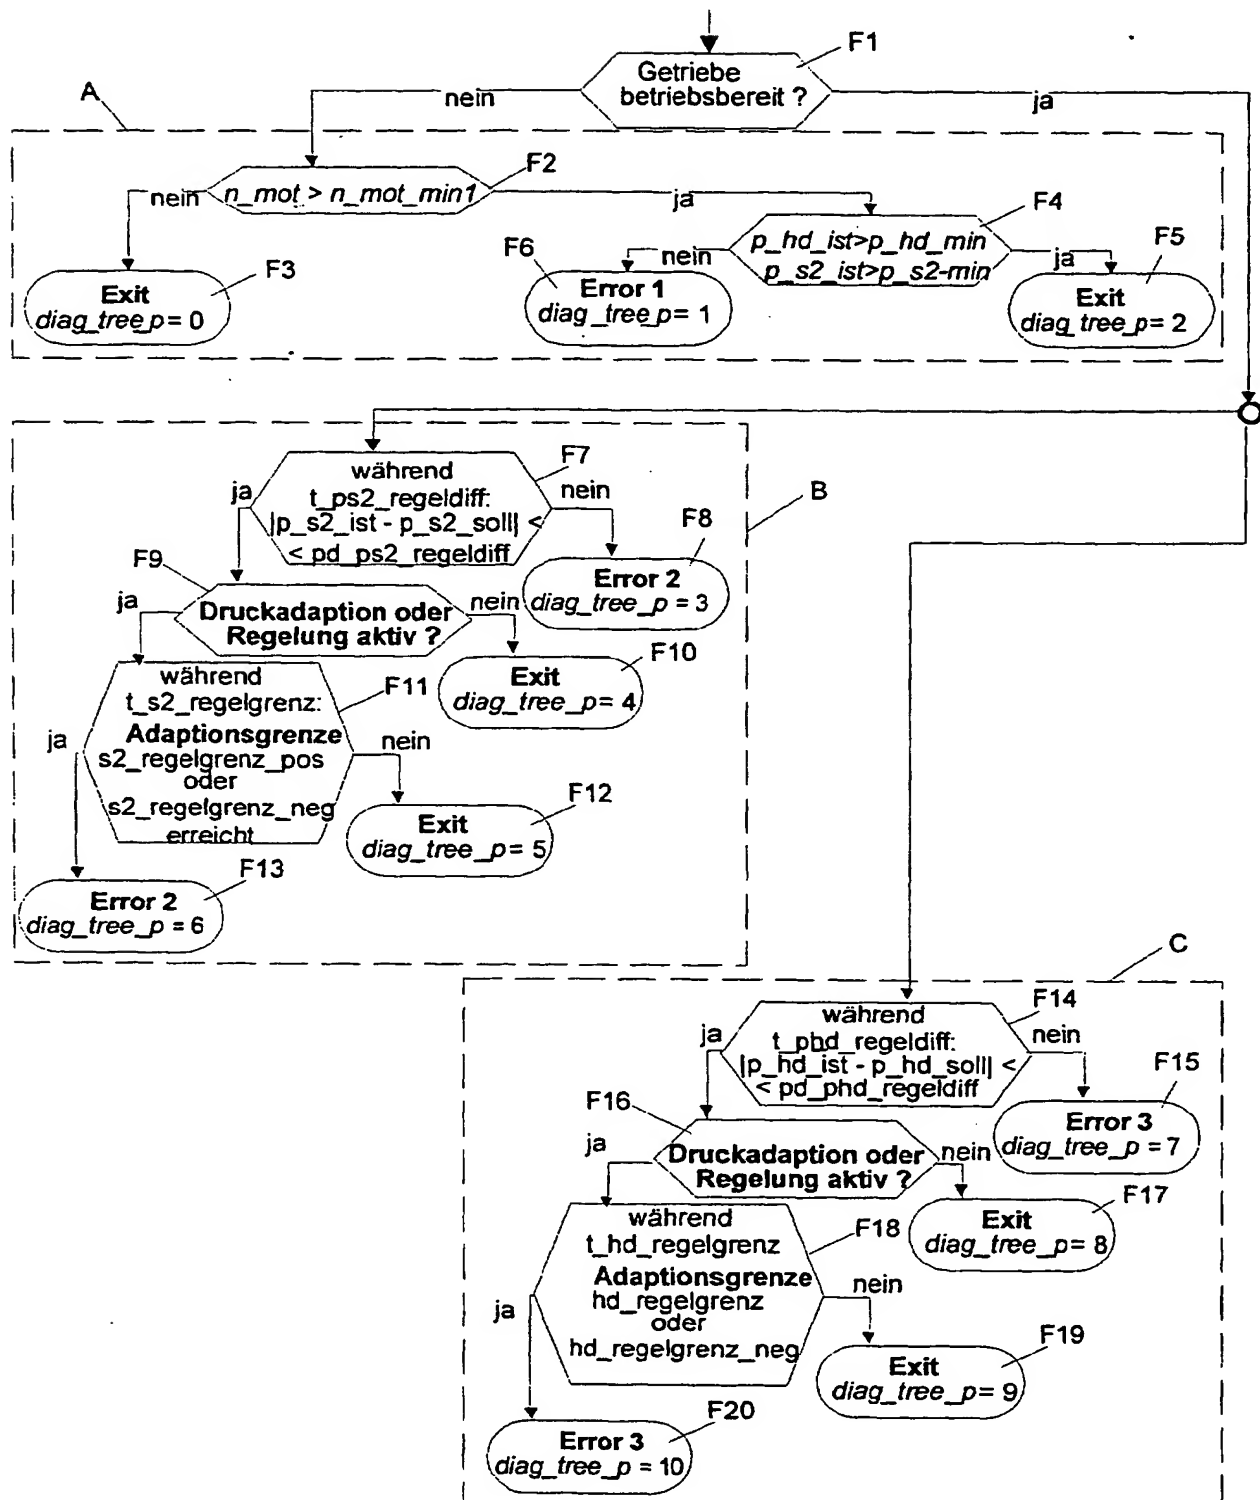 F1
Getriebe
betriebsbereit ?
nein
ja
A
F2
n_mot > n_mot_min1
nein
ja
F4
p_hd_ist>p_hd_min
p_s2_ist>p_s2-min
nein
ja
F3
Exit
diag_tree_p= 0
F6
Error 1
diag_tree_p= 1
F5
Exit
diag_tree_p= 2
B
F7
während
t_ps2_regeldiff:
|p_s2_ist - p_s2_soll| <
< pd_ps2_regeldiff
ja
nein
F8
Error 2
diag_tree_p = 3
F9
Druckadaption oder
Regelung aktiv ?
ja
nein
F10
Exit
diag_tree_p= 4
F11
während
t_s2_regelgrenz:
Adaptionsgrenze
s2_regelgrenz_pos
oder
s2_regelgrenz_neg
erreicht
ja
nein
F12
Exit
diag_tree_p= 5
F13
Error 2
diag_tree_p = 6
C
F14
während
t_phd_regeldiff:
|p_hd_ist - p_hd_soll| <
< pd_phd_regeldiff
ja
nein
F15
Error 3
diag_tree_p = 7
F16
Druckadaption oder
Regelung aktiv ?
ja
nein
F17
Exit
diag_tree_p= 8
F18
während
t_hd_regelgrenz
Adaptionsgrenze
hd_regelgrenz
oder
hd_regelgrenz_neg
ja
nein
F19
Exit
diag_tree_p= 9
F20
Error 3
diag_tree_p = 10